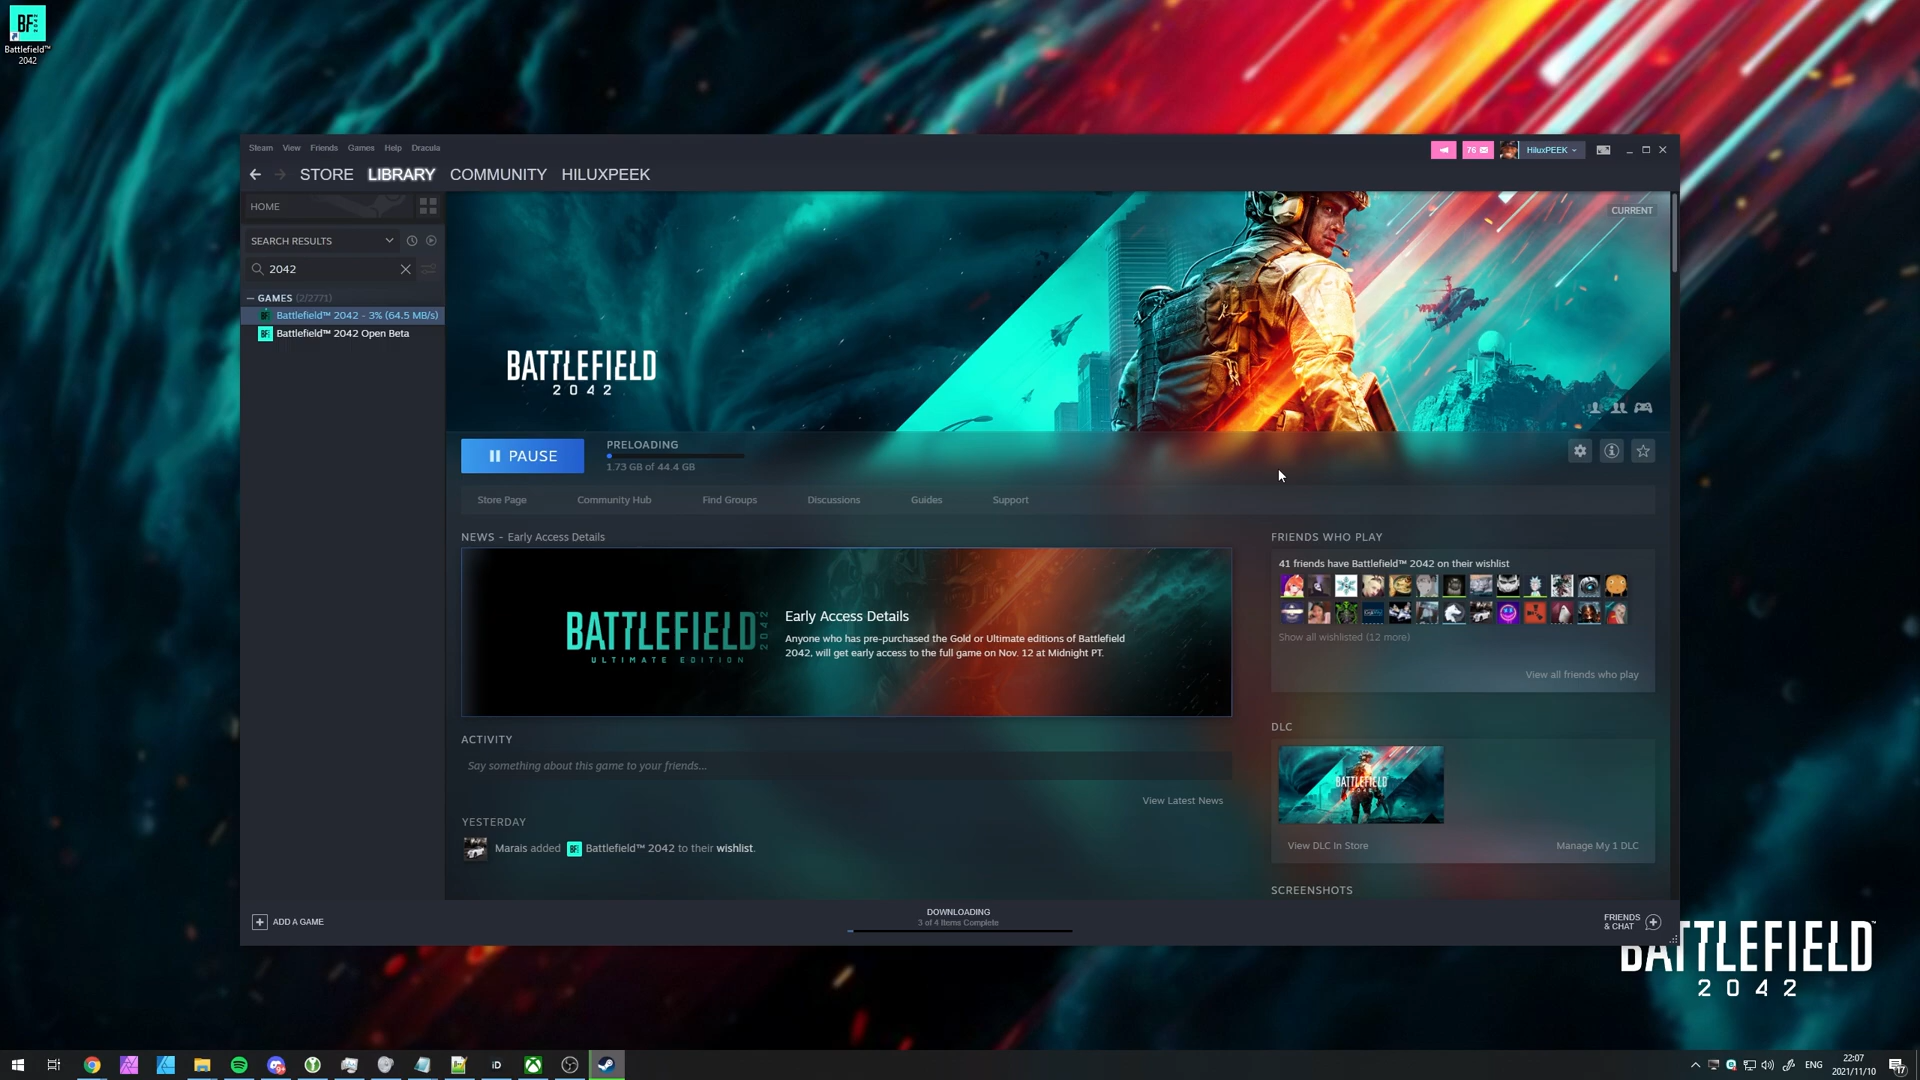 BF
Battlefield™
2042
Steam View Friends Games Help Dracula
76
HiluxPEEK
STORE LIBRARY COMMUNITY HILUXPEEK
HOME
SEARCH RESULTS
2042
GAMES (2/2771)
Battlefield™ 2042 - 3% (64.5 MB/s)
Battlefield™ 2042 Open Beta
CURRENT
BATTLEFIELD
2042
PAUSE
PRELOADING
1.73 GB of 44.4 GB
Store Page Community Hub Find Groups Discussions Guides Support
NEWS - Early Access Details
BATTLEFIELD 2042
ULTIMATE EDITION
Early Access Details
Anyone who has pre-purchased the Gold or Ultimate editions of Battlefield
2042, will get early access to the full game on Nov. 12 at Midnight PT.
ACTIVITY
Say something about this game to your friends...
View Latest News
YESTERDAY
Marais added Battlefield™ 2042 to their wishlist.
FRIENDS WHO PLAY
41 friends have Battlefield™ 2042 on their wishlist
Show all wishlisted (12 more)
View all friends who play
DLC
BATTLEFIELD
View DLC In Store
Manage My 1 DLC
SCREENSHOTS
ADD A GAME
DOWNLOADING
3 of 4 Items Complete
FRIENDS
& CHAT
BATTLEFIELD™
2042
iD
ENG
22:07
2021/11/10
17